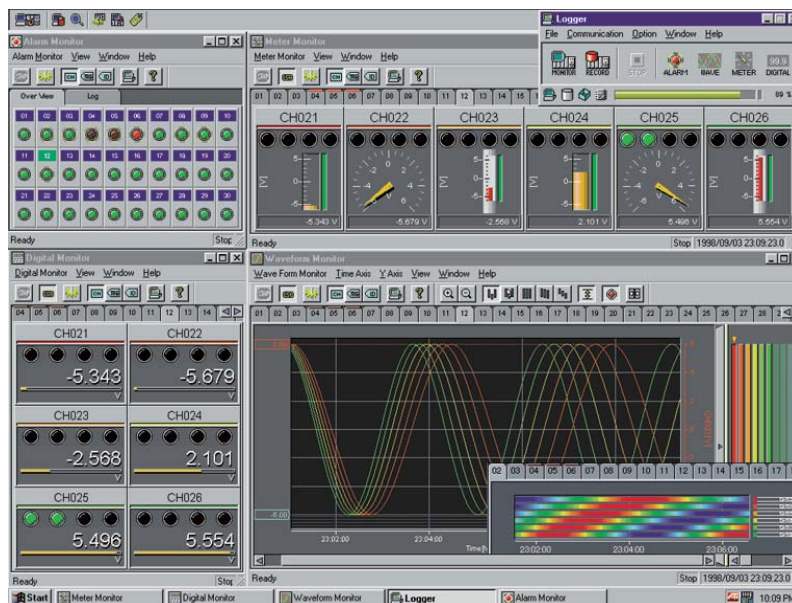 Logger
File Communication Option Window Help
MONITOR RECORD STOP ALARM WAVE METER DIGITAL
99.9
89 %
Alarm Monitor
Alarm Monitor View Window Help
Over View Log
01 02 03 04 05 06 07 08 09 10
11 12 13 14 15 16 17 18 19 20
21 22 23 24 25 26 27 28 29 30
Ready
Meter Monitor
Meter Monitor View Window Help
01 02 03 04 05 06 07 08 09 10 11 12 13 14 15 16 17
CH021 CH022 CH023 CH024 CH025 CH026
[V]
-5.343 V -5.679 V -2.568 V 2.101 V 5.496 V 5.554 V
Ready Stop 1998/09/03 23:09:23.0
Digital Monitor
Digital Monitor View Window Help
04 05 06 07 08 09 10 11 12 13 14
CH021 CH022
-5.343 -5.679
V V
CH023 CH024
-2.568 2.101
V V
CH025 CH026
5.496 5.554
V V
Ready
Waveform Monitor
Wave Form Monitor Time Axis Y Axis View Window Help
01 02 03 04 05 06 07 08 09 10 11 12 13 14 15 16 17 18 19 20 21 22 23 24 25 26 27 28
-6.00
23:02:00 23:04:00
02 03 04 05 06 07 08 09 10 11 12 13 14 15 16 17
23:02:00 23:04:00 23:06:00
Ready Stop 1998/09/03 23:09:23.0
Start Meter Monitor Digital Monitor Waveform Monitor Logger Alarm Monitor 10:09 PM